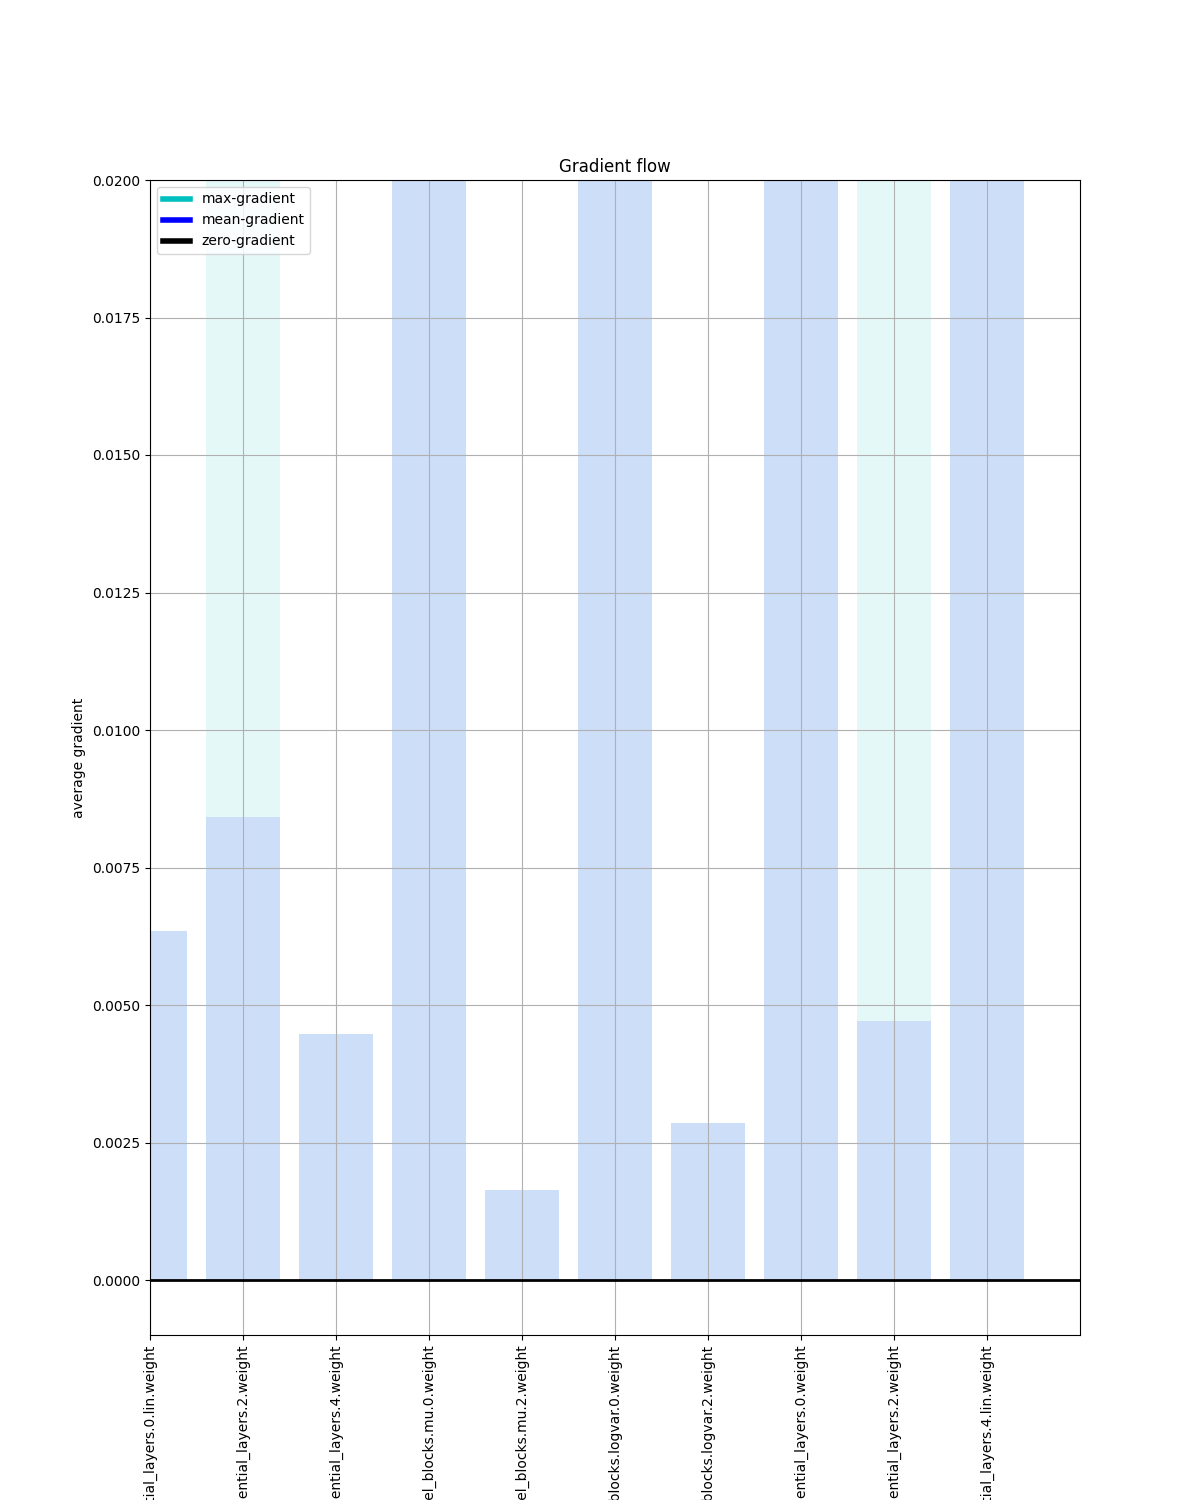 Gradient flow
max-gradient
mean-gradient
zero-gradient
0.0200
0.0175
0.0150
0.0125
0.0100
0.0075
0.0050
0.0025
0.0000
average gradient
tial_layers.0.lin.weight
ential_layers.2.weight
ential_layers.4.weight
el_blocks.mu.0.weight
el_blocks.mu.2.weight
blocks.logvar.0.weight
blocks.logvar.2.weight
ential_layers.0.weight
ential_layers.2.weight
tial_layers.4.lin.weight